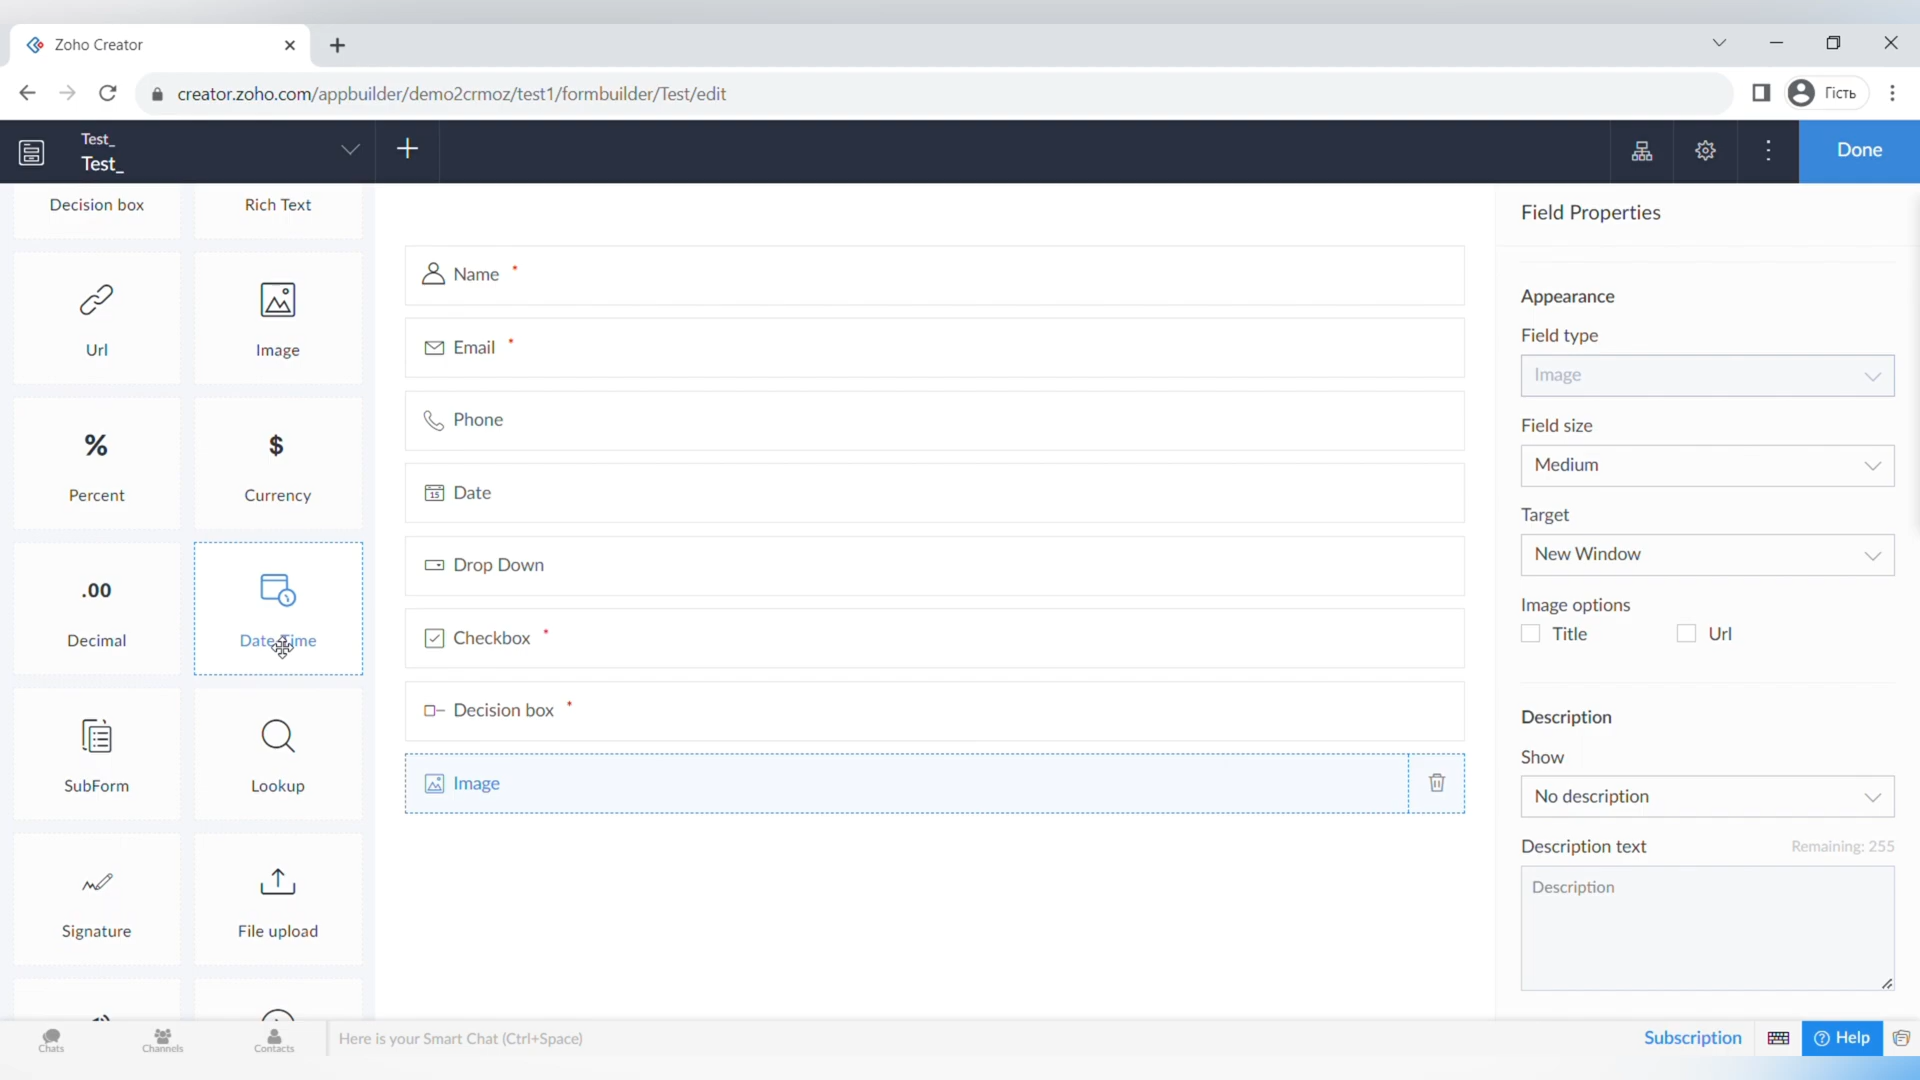 Zoho Creator
creator.zoho.com/appbuilder/demo2crmoz/test1/formbuilder/Test/edit
Гість
Test_
Test_
Done
Decision box
Rich Text
Url
Image
%
$
Percent
Currency
.00
Decimal
Date-Time
SubForm
Lookup
Signature
File upload
Name *
Email *
Phone
15 Date
Drop Down
Checkbox *
Decision box *
Image
Field Properties
Appearance
Field type
Image
Field size
Medium
Target
New Window
Image options
Title
Url
Description
Show
No description
Description text
Remaining: 255
Description
Chats
Channels
Contacts
Here is your Smart Chat (Ctrl+Space)
Subscription
? Help